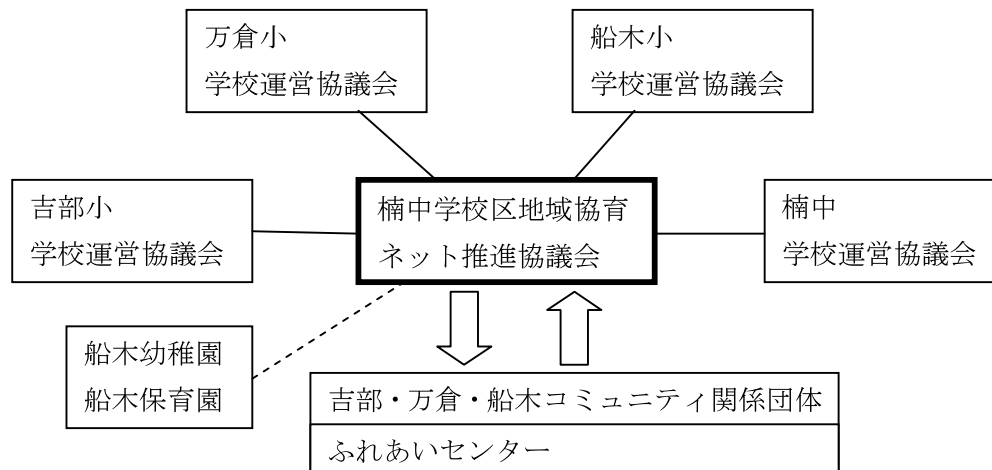 万倉小
学校運営協議会
船木小
学校運営協議会
吉部小
学校運営協議会
楠中学校区地域協育
ネット推進協議会
楠中
学校運営協議会
船木幼稚園
船木保育園
吉部・万倉・船木コミュニティ関係団体
ふれあいセンター